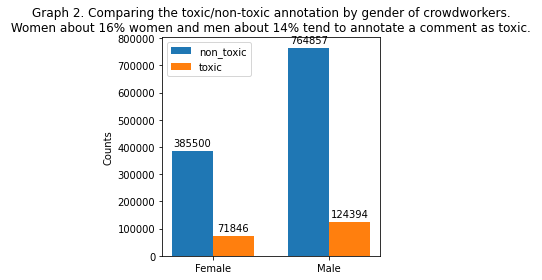 Graph 2. Comparing the toxic/non-toxic annotation by gender of crowdworkers.
Women about 16% women and men about 14% tend to annotate a comment as toxic.
800000
764857
non_toxic
toxic
700000
600000
500000
Counts
400000
385500
300000
200000
124394
100000
71846
0
Female
Male